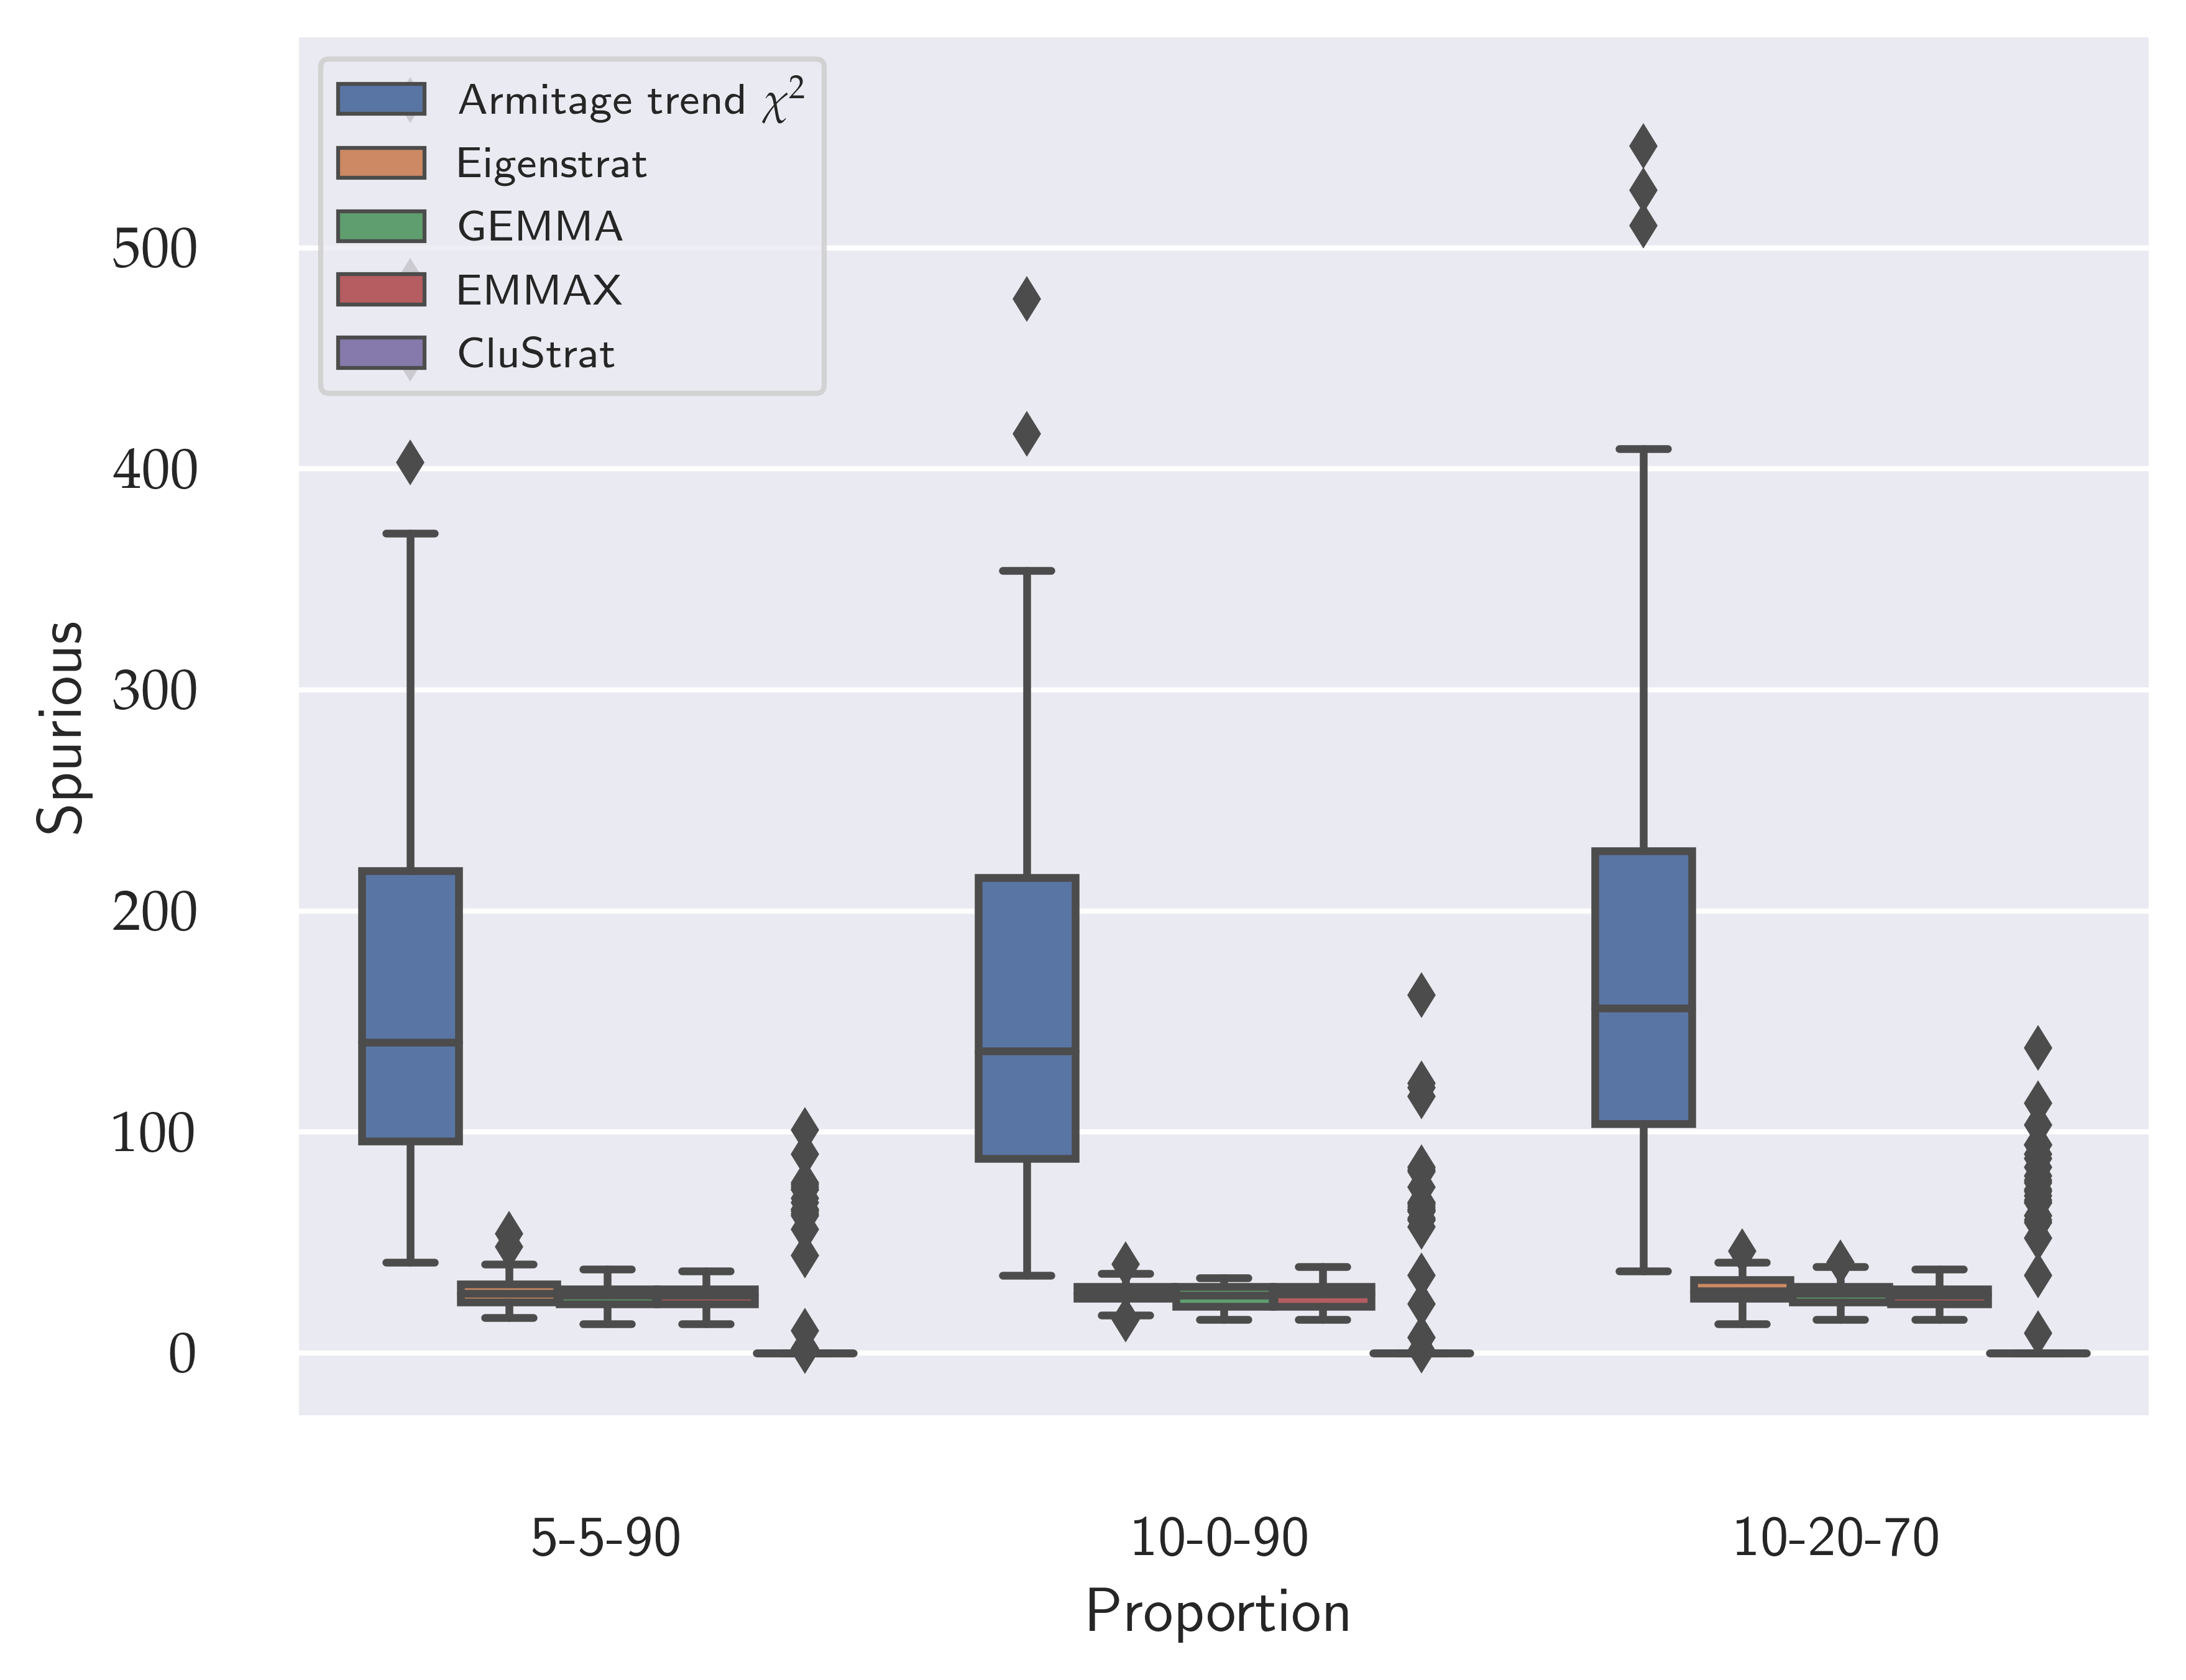 Armitage trend χ²
Eigenstrat
GEMMA
EMMAX
CluStrat
500
400
300
200
100
0
Spurious
5-5-90
10-0-90
10-20-70
Proportion